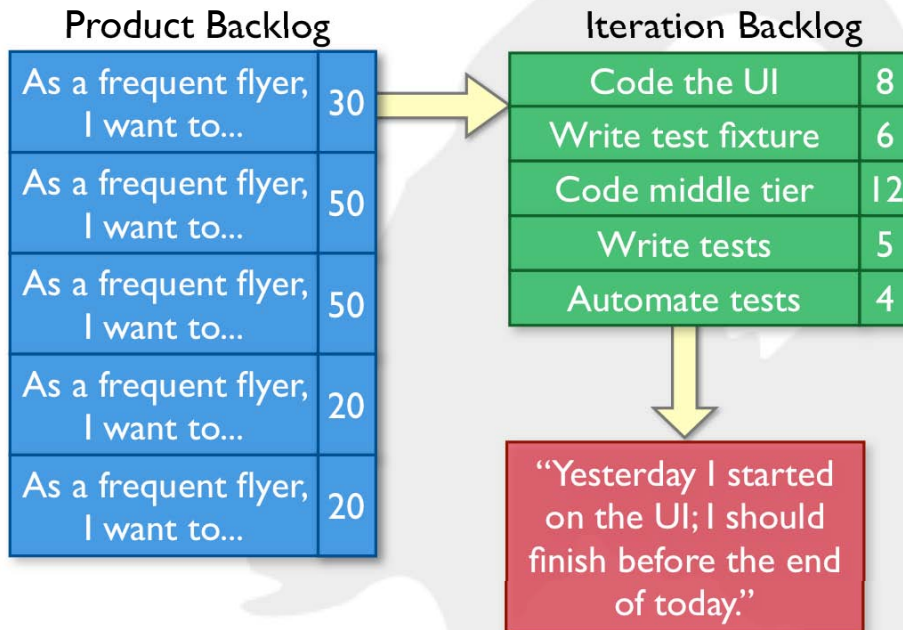 Product Backlog
As a frequent flyer,
I want to...
30
As a frequent flyer,
I want to...
50
As a frequent flyer,
I want to...
50
As a frequent flyer,
I want to...
20
As a frequent flyer,
I want to...
20
Iteration Backlog
Code the UI 8
Write test fixture 6
Code middle tier 12
Write tests 5
Automate tests 4
“Yesterday I started
on the UI; I should
finish before the end
of today.”